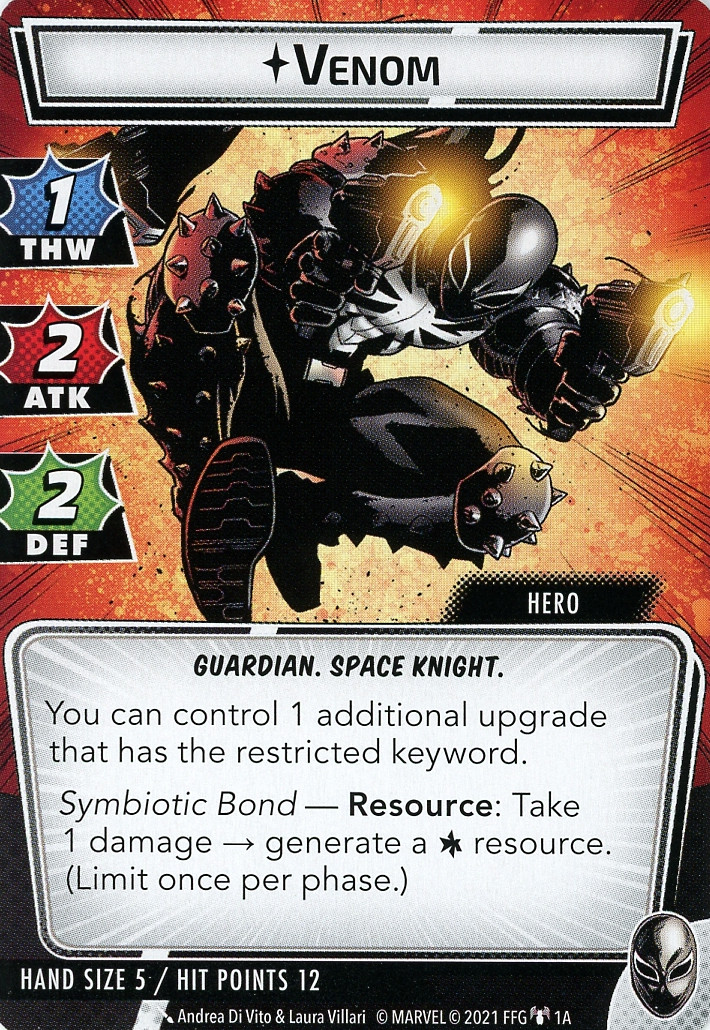 VENOM
1
THW
2
ATK
2
DEF
HERO
GUARDIAN. SPACE KNIGHT.
You can control 1 additional upgrade
that has the restricted keyword.
Symbiotic Bond — Resource: Take
1 damage → generate a resource.
(Limit once per phase.)
HAND SIZE 5 / HIT POINTS 12
Andrea Di Vito & Laura Villari © MARVEL © 2021 FFG 1A